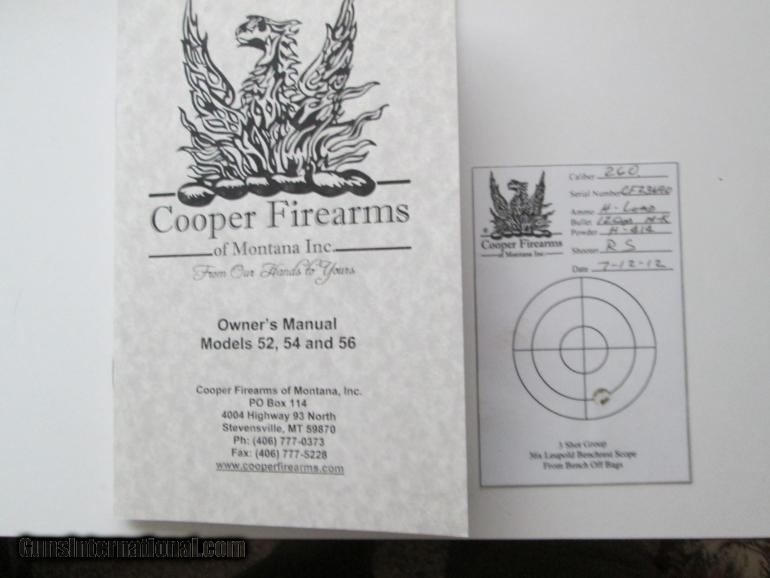 Cooper Firearms
of Montana Inc.
From Our Hands to Yours
Owner's Manual
Models 52, 54 and 56
Cooper Firearms of Montana, Inc.
PO Box 114
4004 Highway 93 North
Stevensville, MT 59870
Ph: (406) 777-0373
Fax: (406) 777-5228
www.cooperfirearms.com
Caliber 260
Serial Number
Ammo H-Load
Bullet
Powder H-414
Shooter R S
Date 7-12-12
Cooper Firearms
of Montana Inc.
3 Shot Group
36x Leupold Benchrest Scope
From Bench Off Bags
GunsInternational.com